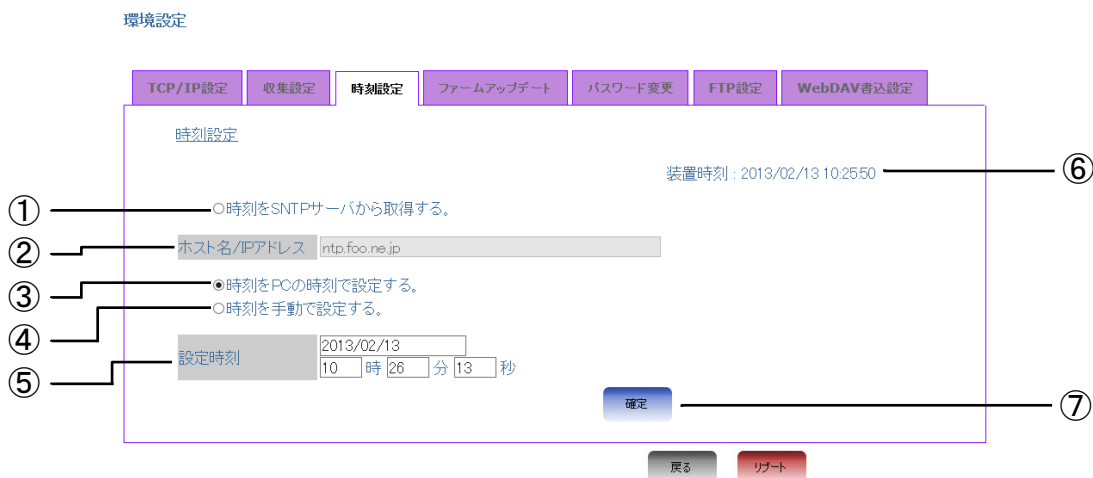 環境設定
TCP/IP設定 収集設定 時刻設定 ファームアップデート パスワード変更 FTP設定 WebDAV書込設定
時刻設定
装置時刻 : 2013/02/13 10:25:50 ⑥
① 時刻をSNTPサーバから取得する。
② ホスト名/IPアドレス ntp.foo.ne.jp
③ 時刻をPCの時刻で設定する。
④ 時刻を手動で設定する。
⑤ 設定時刻 2013/02/13
10 時 26 分 13 秒
確定 ⑦
戻る リブート